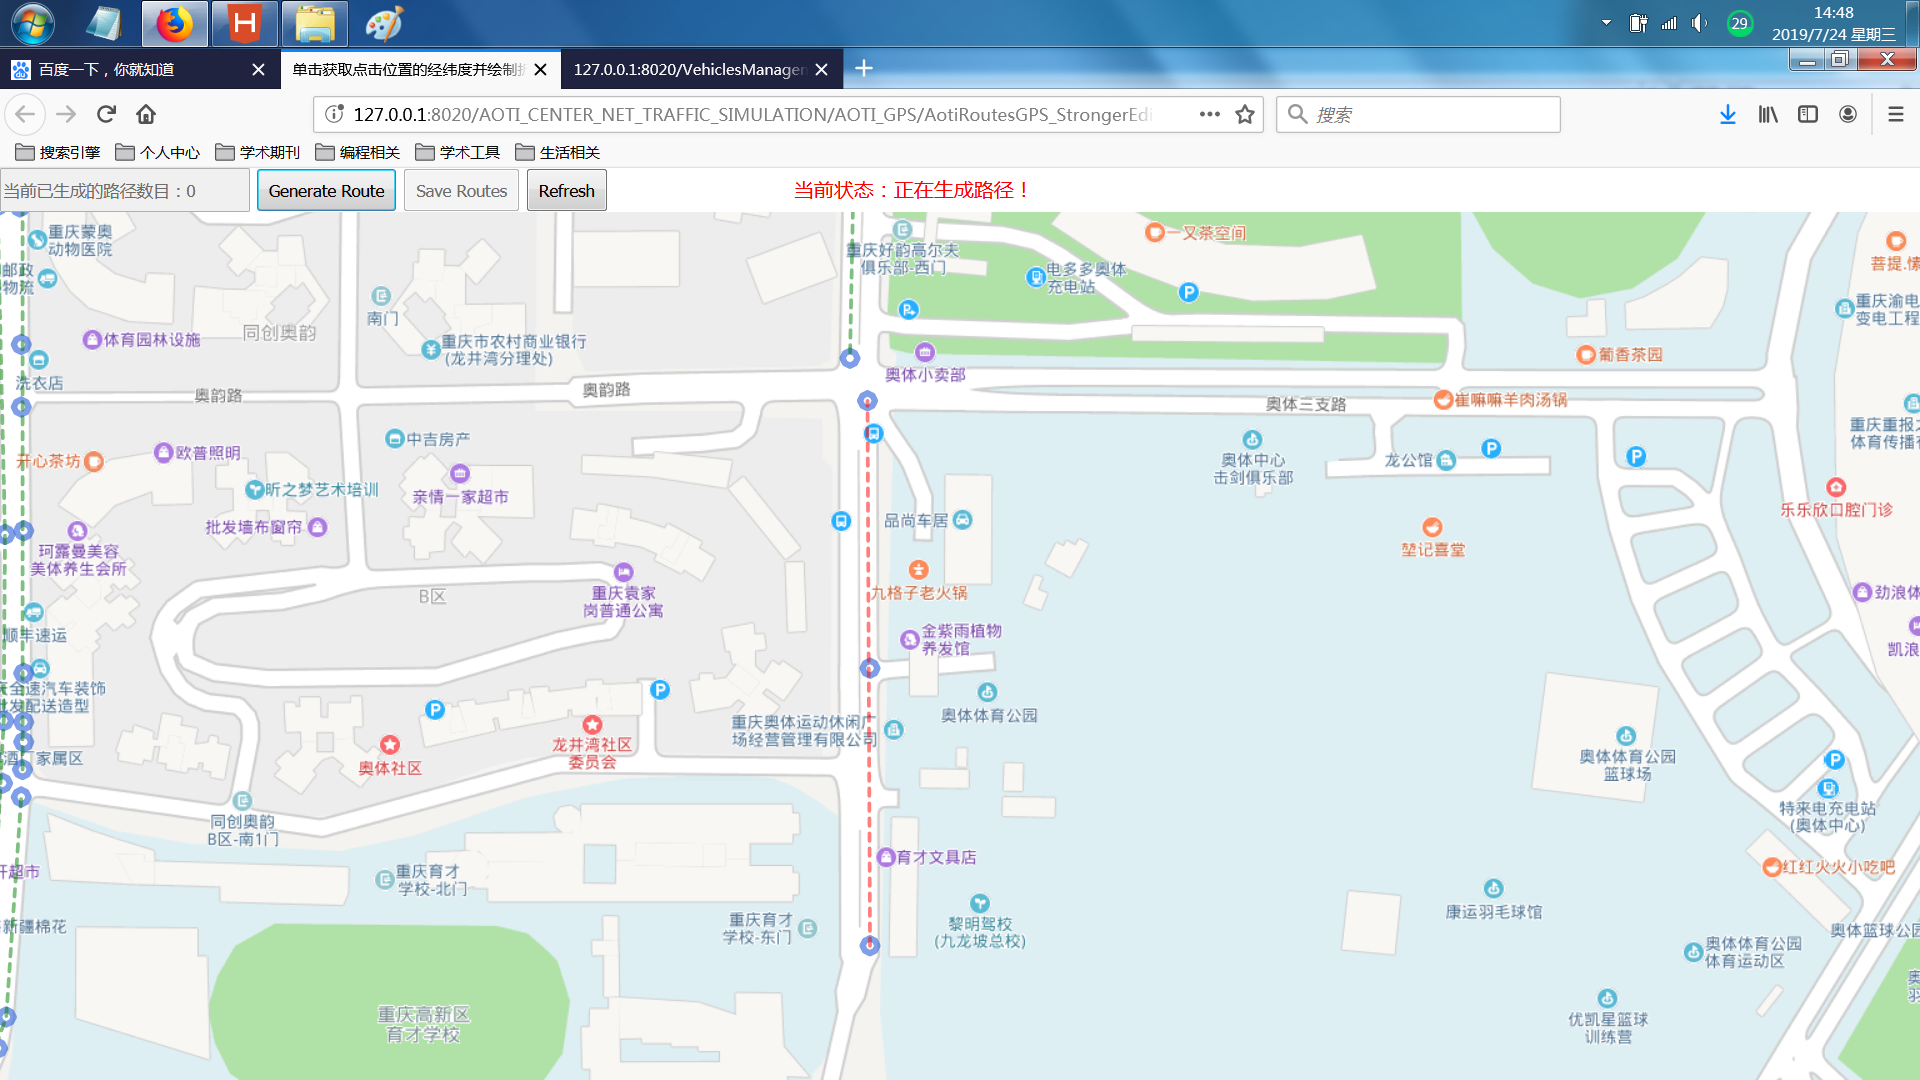 14:48
29
2019/7/24 星期三
百度一下，你就知道
单击获取点击位置的经纬度并绘制
127.0.0.1:8020/VehiclesManage
127.0.0.1:8020/AOTI_CENTER_NET_TRAFFIC_SIMULATION/AOTI_GPS/AotiRoutesGPS_StrongerEdi
搜索
搜索引擎
个人中心
学术期刊
编程相关
学术工具
生活相关
当前已生成的路径数目：0
Generate Route
Save Routes
Refresh
当前状态：正在生成路径！
重庆蒙奥
动物医院
邮政
物流
南门
同创奥韵
体育园林设施
重庆市农村商业银行
(龙井湾分理处)
洗衣店
奥韵路
奥韵路
重庆好韵高尔夫
俱乐部-西门
电多多奥体
充电站
一又茶空间
菩提.愫
重庆渝电
变电工程
奥体小卖部
葡香茶园
奥体三支路
崔嘛嘛羊肉汤锅
重庆重报
体育传播
中吉房产
欧普照明
开心茶坊
昕之梦艺术培训
亲情一家超市
批发墙布窗帘
珂露曼美容
美体养生会所
奥体中心
击剑俱乐部
龙公馆
乐乐欣口腔门诊
品尚车居
堃记喜堂
九格子老火锅
B区
重庆袁家
岗普通公寓
劲浪体
金紫雨植物
养发馆
顺丰速运
凯浪
全速汽车装饰
批发配送造型
奥体体育公园
重庆奥体运动休闲广
场经营管理有限公司
龙井湾社区
委员会
奥体社区
家属区
奥体体育公园
篮球场
特来电充电站
(奥体中心)
同创奥韵
B区-南1门
育才文具店
红红火火小吃吧
超市
重庆育才
学校-北门
新疆棉花
重庆育才
学校-东门
黎明驾校
(九龙坡总校)
康运羽毛球馆
奥体篮球公园
奥体体育公园
体育运动区
重庆高新区
育才学校
优凯星篮球
训练营